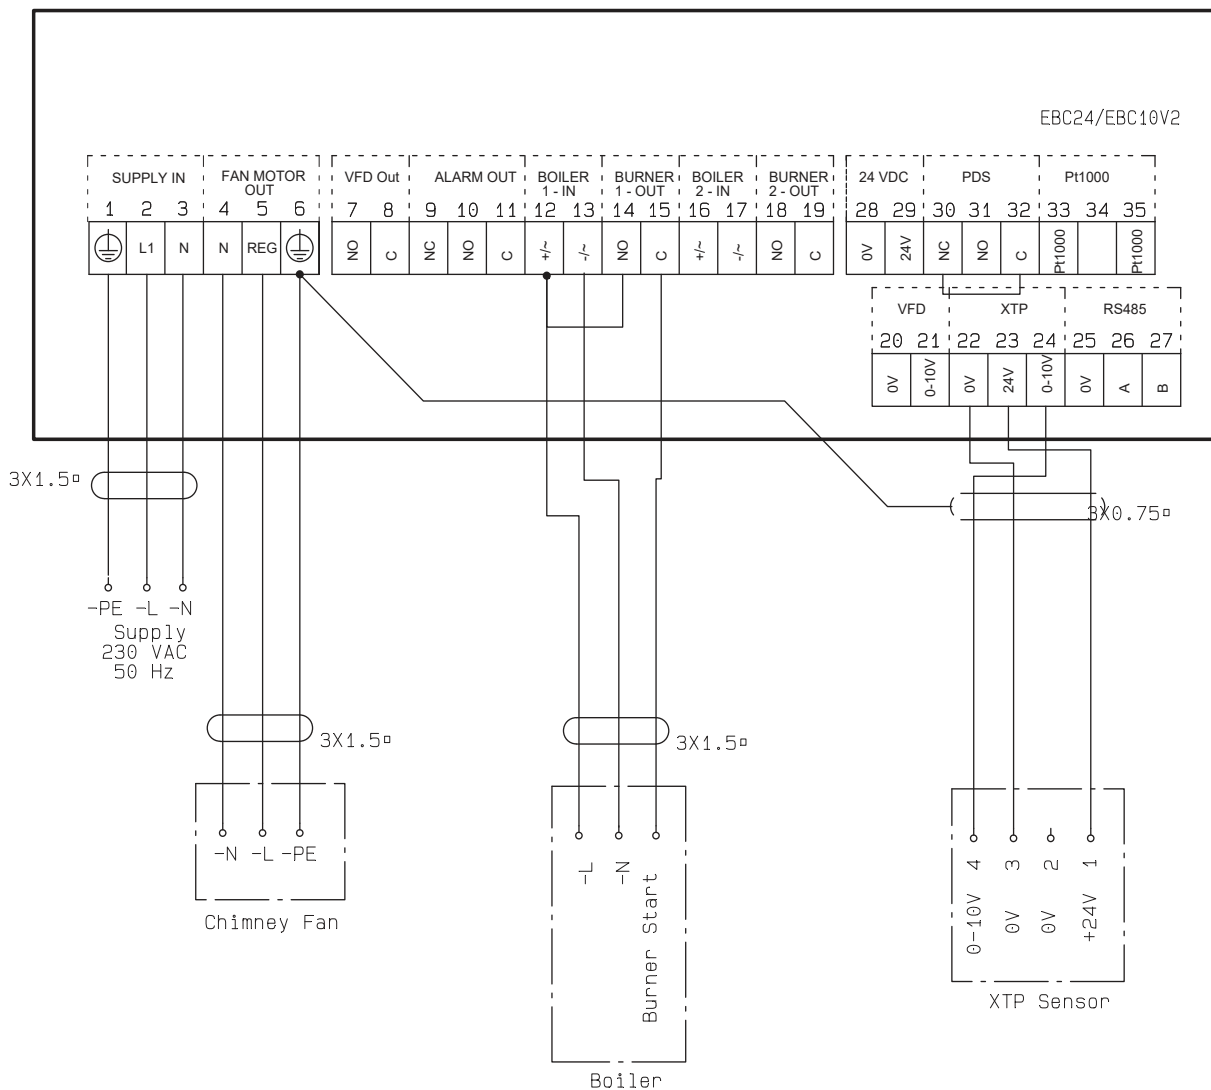 EBC24/EBC10V2
SUPPLY IN
FAN MOTOR
OUT
VFD Out
ALARM OUT
BOILER
1 - IN
BURNER
1 - OUT
BOILER
2 - IN
BURNER
2 - OUT
24 VDC
PDS
Pt1000
1 2 3 4 5 6 7 8 9 10 11 12 13 14 15 16 17 18 19 28 29 30 31 32 33 34 35
L1 N N REG NO C NC NO C +/~ -/~ NO C +/~ -/~ NO C 0V 24V NC NO C Pt1000 Pt1000
VFD XTP RS485
20 21 22 23 24 25 26 27
0V 0-10V 0V 24V 0-10V 0V A B
3X1.5▫
3X0.75▫
-PE -L -N
Supply
230 VAC
50 Hz
3X1.5▫
3X1.5▫
-N -L -PE
Chimney Fan
-L
-N
Burner Start
Boiler
4 3 2 1
0-10V 0V 0V +24V
XTP Sensor